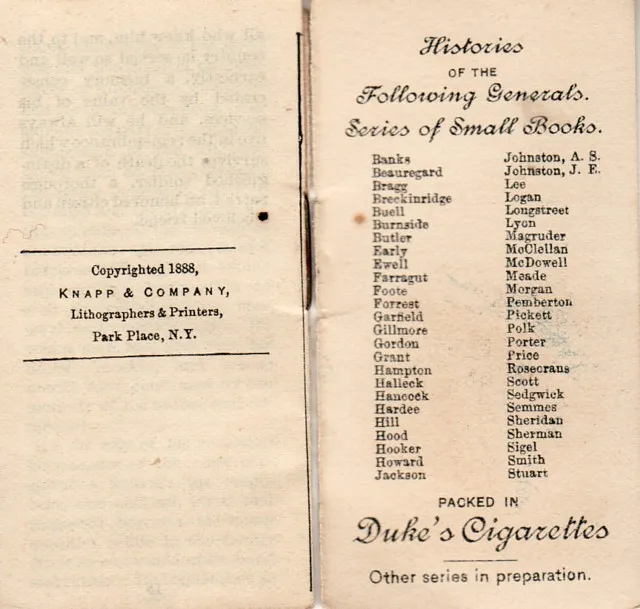 Copyrighted 1888,
KNAPP & COMPANY,
Lithographers & Printers,
Park Place, N.Y.
Histories
OF THE
Following Generals.
Series of Small Books.
Banks
Beauregard
Bragg
Breckinridge
Buell
Burnside
Butler
Early
Ewell
Farragut
Foote
Forrest
Garfield
Gillmore
Gordon
Grant
Hampton
Halleck
Hancock
Hardee
Hill
Hood
Hooker
Howard
Jackson
Johnston, A. S.
Johnston, J. E.
Lee
Logan
Longstreet
Lyon
Magruder
McClellan
McDowell
Meade
Morgan
Pemberton
Pickett
Polk
Porter
Price
Rosecrans
Scott
Sedgwick
Semmes
Sheridan
Sherman
Sigel
Smith
Stuart
PACKED IN
Duke's Cigarettes
Other series in preparation.